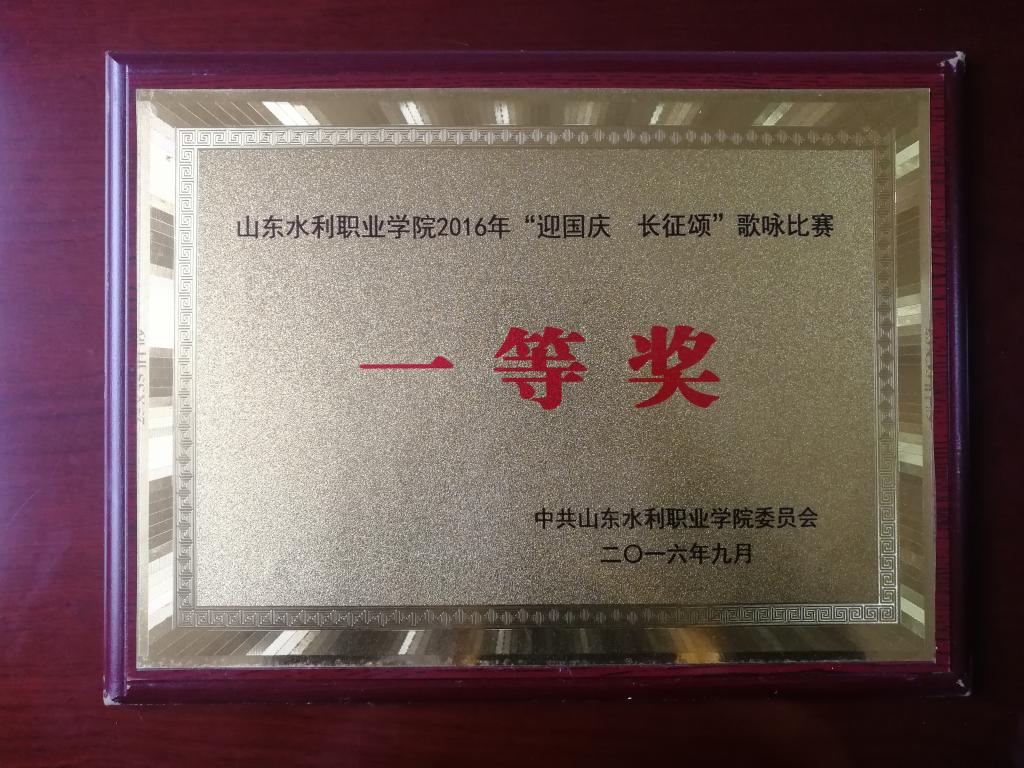 山东水利职业学院2016年“迎国庆　长征颂”歌咏比赛
一等奖
中共山东水利职业学院委员会
二〇一六年九月